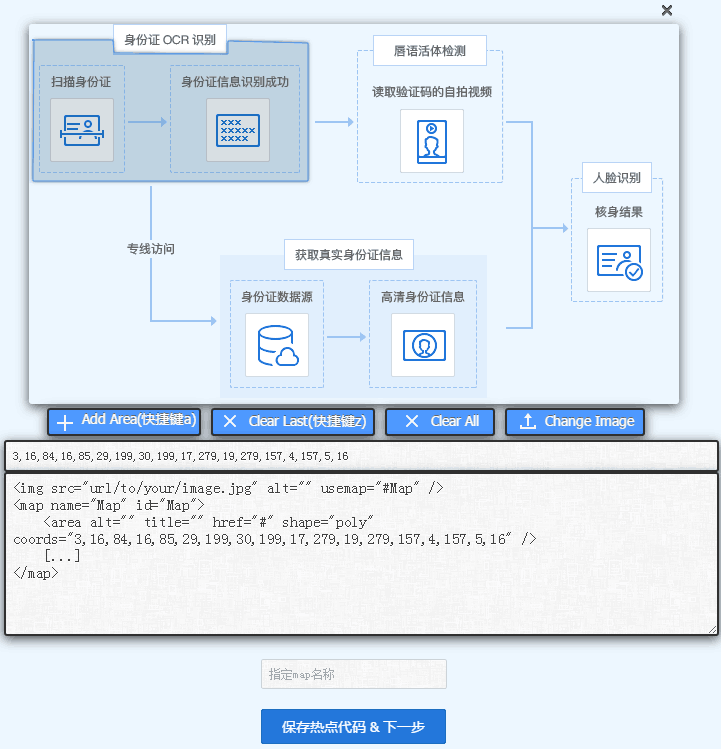 身份证 OCR 识别
扫描身份证
身份证信息识别成功
唇语活体检测
读取验证码的自拍视频
人脸识别
核身结果
专线访问
获取真实身份证信息
身份证数据源
高清身份证信息
Add Area(快捷键a)
Clear Last(快捷键z)
Clear All
Change Image
3,16,84,16,85,29,199,30,199,17,279,19,279,157,4,157,5,16
<img src="url/to/your/image.jpg" alt="" usemap="#Map" />
<map name="Map" id="Map">
<area alt="" title="" href="#" shape="poly"
coords="3,16,84,16,85,29,199,30,199,17,279,19,279,157,4,157,5,16" />
[...]
</map>
指定map名称
保存热点代码 & 下一步